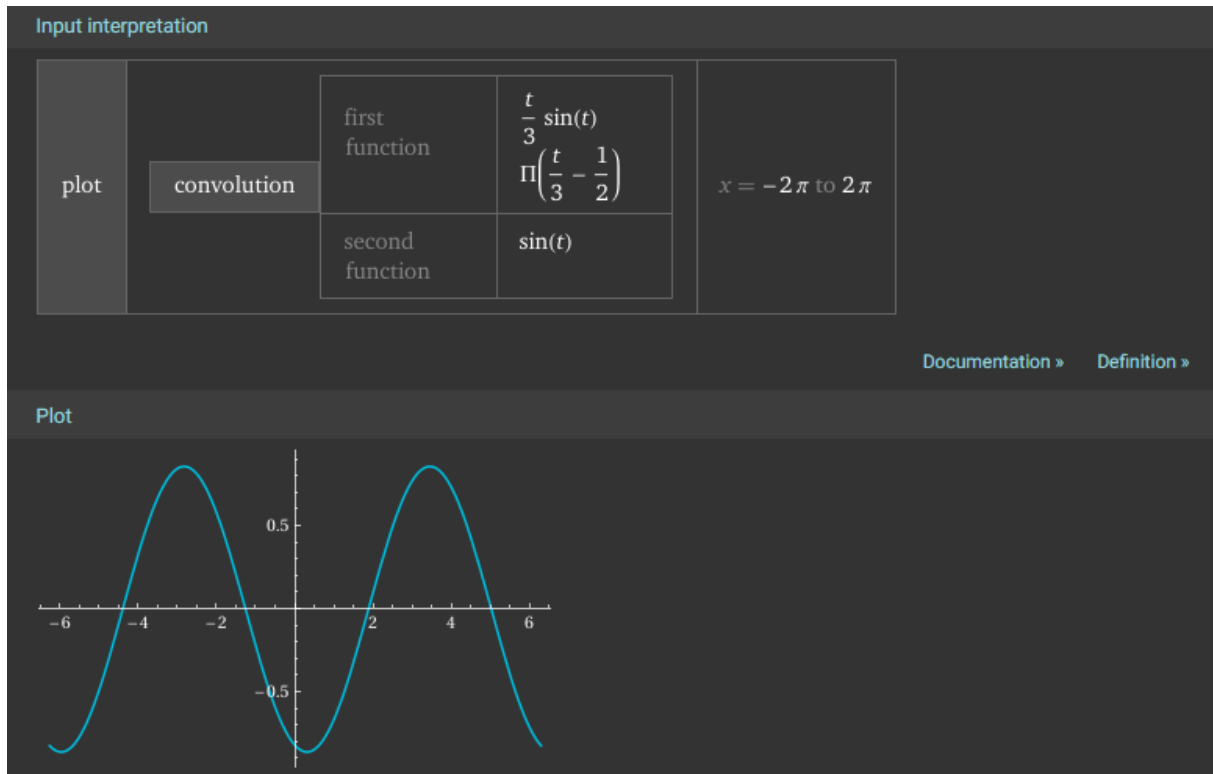 Input interpretation
plot
convolution
first
function
t
3
sin(t)
Π(t/3 − 1/2)
second
function
sin(t)
x = −2 π to 2 π
Documentation »
Definition »
Plot
0.5
−6 −4 −2 2 4 6
−0.5